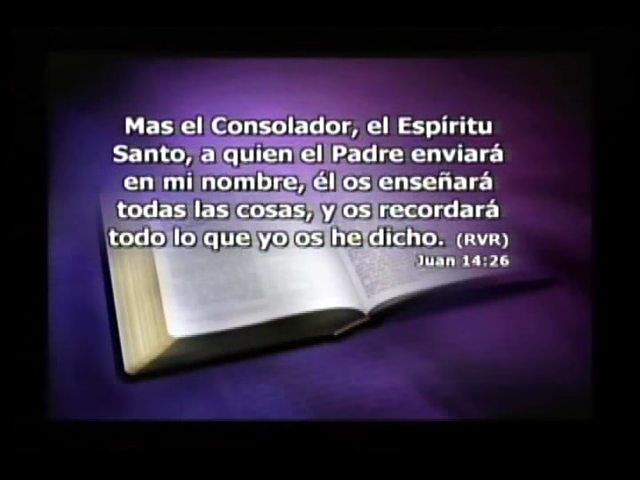 Mas el Consolador, el Espíritu
Santo, a quien el Padre enviará
en mi nombre, él os enseñará
todas las cosas, y os recordará
todo lo que yo os he dicho. (RVR)
Juan 14:26